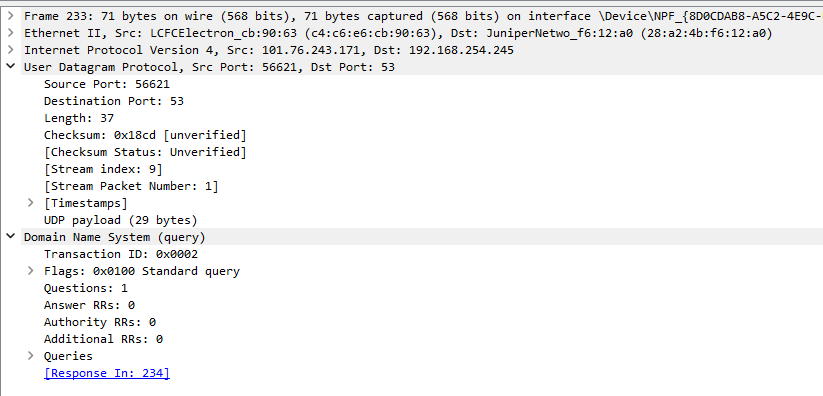 Frame 233: 71 bytes on wire (568 bits), 71 bytes captured (568 bits) on interface \Device\NPF_{8D0CDAB8-A5C2-4E9C-
Ethernet II, Src: LCFCElectron_cb:90:63 (c4:c6:e6:cb:90:63), Dst: JuniperNetwo_f6:12:a0 (28:a2:4b:f6:12:a0)
Internet Protocol Version 4, Src: 101.76.243.171, Dst: 192.168.254.245
User Datagram Protocol, Src Port: 56621, Dst Port: 53
Source Port: 56621
Destination Port: 53
Length: 37
Checksum: 0x18cd [unverified]
[Checksum Status: Unverified]
[Stream index: 9]
[Stream Packet Number: 1]
[Timestamps]
UDP payload (29 bytes)
Domain Name System (query)
Transaction ID: 0x0002
Flags: 0x0100 Standard query
Questions: 1
Answer RRs: 0
Authority RRs: 0
Additional RRs: 0
Queries
[Response In: 234]